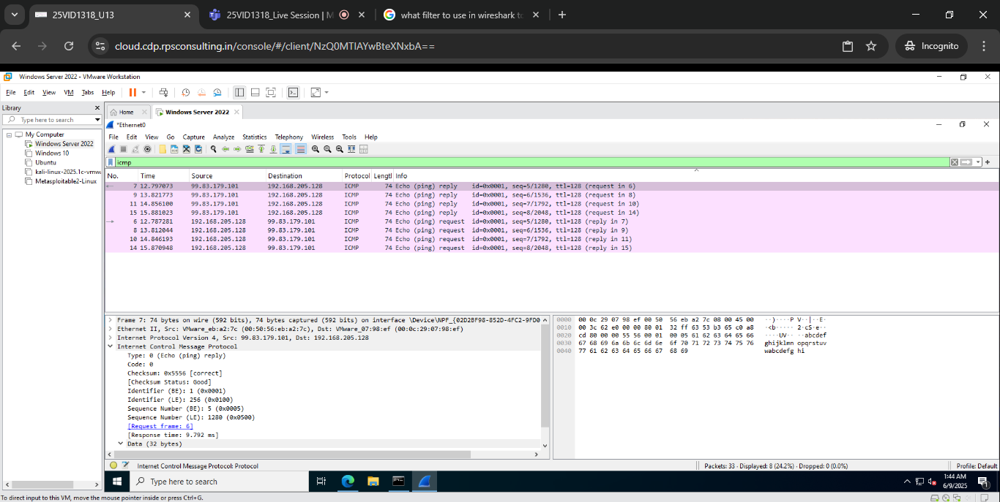 25VID1318_U13
25VID1318_Live Session | M
what filter to use in wireshark to
cloud.cdp.rpsconsulting.in/console/#/client/NzQ0MTIAYwBteXNxbA==
Incognito
Windows Server 2022 - VMware Workstation
File Edit View VM Tabs Help
Library
Type here to search
My Computer
Windows Server 2022
Windows 10
Ubuntu
kali-linux-2025.1c-vmwa
Metasploitable2-Linux
Home
Windows Server 2022
*Ethernet0
File Edit View Go Capture Analyze Statistics Telephony Wireless Tools Help
icmp
No. Time Source Destination Protocol Lengtl Info
7 12.797073 99.83.179.101 192.168.205.128 ICMP 74 Echo (ping) reply id=0x0001, seq=5/1280, ttl=128 (request in 6)
9 13.821773 99.83.179.101 192.168.205.128 ICMP 74 Echo (ping) reply id=0x0001, seq=6/1536, ttl=128 (request in 8)
11 14.856100 99.83.179.101 192.168.205.128 ICMP 74 Echo (ping) reply id=0x0001, seq=7/1792, ttl=128 (request in 10)
15 15.881023 99.83.179.101 192.168.205.128 ICMP 74 Echo (ping) reply id=0x0001, seq=8/2048, ttl=128 (request in 14)
6 12.787281 192.168.205.128 99.83.179.101 ICMP 74 Echo (ping) request id=0x0001, seq=5/1280, ttl=128 (reply in 7)
8 13.812044 192.168.205.128 99.83.179.101 ICMP 74 Echo (ping) request id=0x0001, seq=6/1536, ttl=128 (reply in 9)
10 14.846193 192.168.205.128 99.83.179.101 ICMP 74 Echo (ping) request id=0x0001, seq=7/1792, ttl=128 (reply in 11)
14 15.870948 192.168.205.128 99.83.179.101 ICMP 74 Echo (ping) request id=0x0001, seq=8/2048, ttl=128 (reply in 15)
Frame 7: 74 bytes on wire (592 bits), 74 bytes captured (592 bits) on interface \Device\NPF_{02D2BF98-852D-4FC2-9FD0
Ethernet II, Src: VMware_eb:a2:7c (00:50:56:eb:a2:7c), Dst: VMware_07:98:ef (00:0c:29:07:98:ef)
Internet Protocol Version 4, Src: 99.83.179.101, Dst: 192.168.205.128
Internet Control Message Protocol
Type: 0 (Echo (ping) reply)
Code: 0
Checksum: 0x5556 [correct]
[Checksum Status: Good]
Identifier (BE): 1 (0x0001)
Identifier (LE): 256 (0x0100)
Sequence Number (BE): 5 (0x0005)
Sequence Number (LE): 1280 (0x0500)
[Request frame: 6]
[Response time: 9.792 ms]
Data (32 bytes)
0000 00 0c 29 07 98 ef 00 50 56 eb a2 7c 08 00 45 00 ··)····P V··|··E·
0010 00 3c 62 e0 00 00 80 01 32 ff 63 53 b3 65 c0 a8 ·<b····· 2·cS·e··
0020 cd 80 00 00 55 56 00 01 00 05 61 62 63 64 65 66 ····UV·· ··abcdef
0030 67 68 69 6a 6b 6c 6d 6e 6f 70 71 72 73 74 75 76 ghijklmn opqrstuv
0040 77 61 62 63 64 65 66 67 68 69 wabcdefg hi
Internet Control Message Protocol: Protocol
Packets: 33 · Displayed: 8 (24.2%) · Dropped: 0 (0.0%)
Profile: Default
Type here to search
1:44 AM
6/9/2025
1
To direct input to this VM, move the mouse pointer inside or press Ctrl+G.